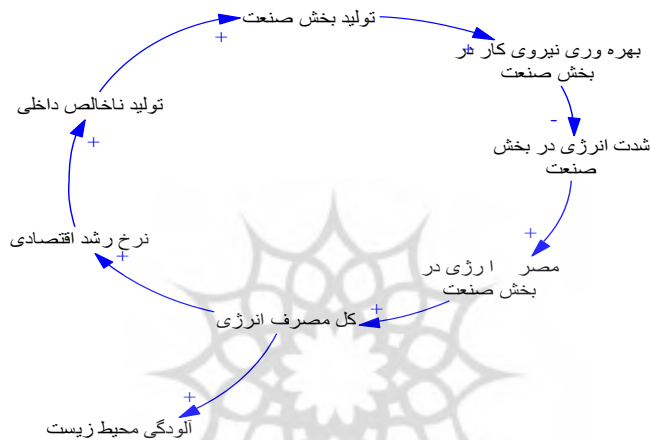 تولید بخش صنعت
+
بهره وری نیروی کار در
+
بخش صنعت
تولید ناخالص داخلی
-
+
شدت انرژی در بخش
صنعت
نرخ رشد اقتصادی
+
+
در
بخش صنعت
+
کل مصرف انرژی
+
آلودگی محیط زیست